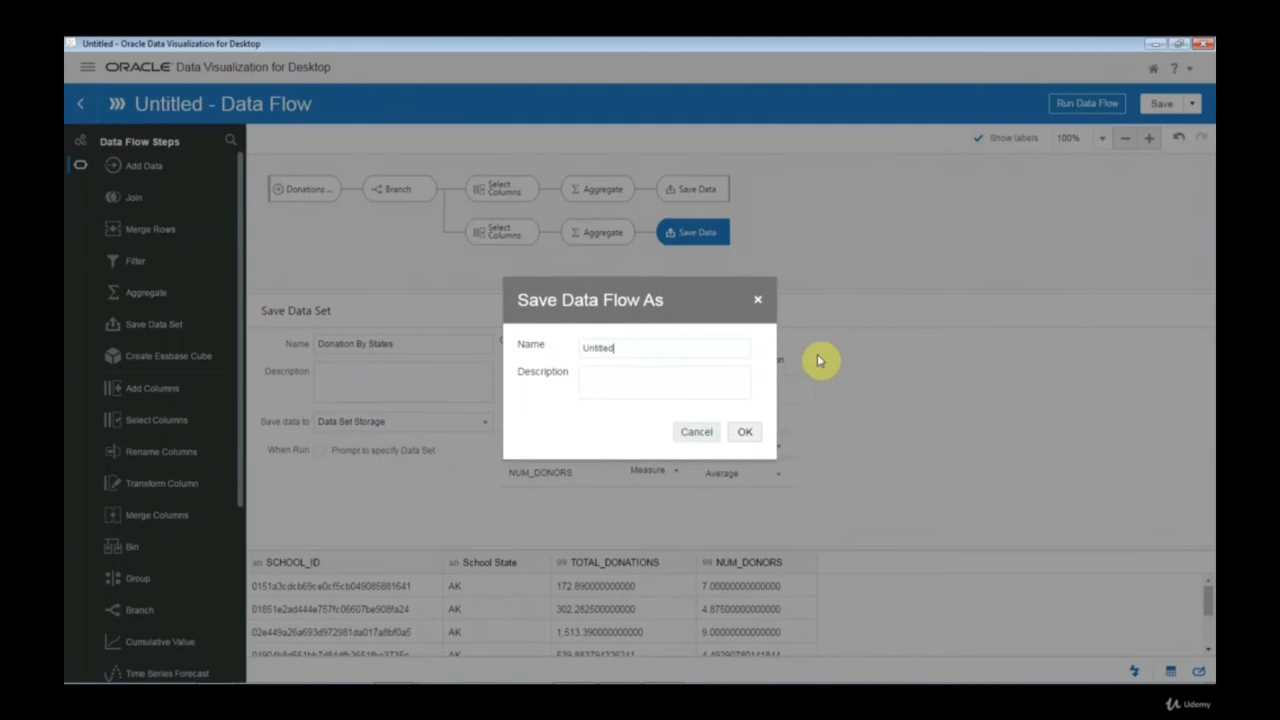 Untitled - Oracle Data Visualization for Desktop
ORACLE Data Visualization for Desktop
?
Untitled - Data Flow
Run Data Flow
Save
Data Flow Steps
Show labels
100%
Add Data
Join
Merge Rows
Filter
Aggregate
Save Data Set
Create Essbase Cube
Add Columns
Select Columns
Rename Columns
Transform Column
Merge Columns
Bin
Group
Branch
Cumulative Value
Time Series Forecast
Donations ...
Branch
Select Columns
Aggregate
Save Data
Select Columns
Aggregate
Save Data
Save Data Set
Name Donation By States
Description
Save data to Data Set Storage
When Run Prompt to specify Data Set
Save Data Flow As
Name Untitled
Description
Cancel OK
NUM_DONORS Measure Average
ab SCHOOL_ID ab School State 99 TOTAL_DONATIONS 99 NUM_DONORS
0151a3cdcb69ce0cf5cb049085881641 AK 172.890000000000 7.00000000000000
01851e2ad444e757fc06607be908fa24 AK 302.282500000000 4.87500000000000
02e449a26a693d972981da017a8bf0a5 AK 1,513.390000000000 9.00000000000000
AK
Udemy